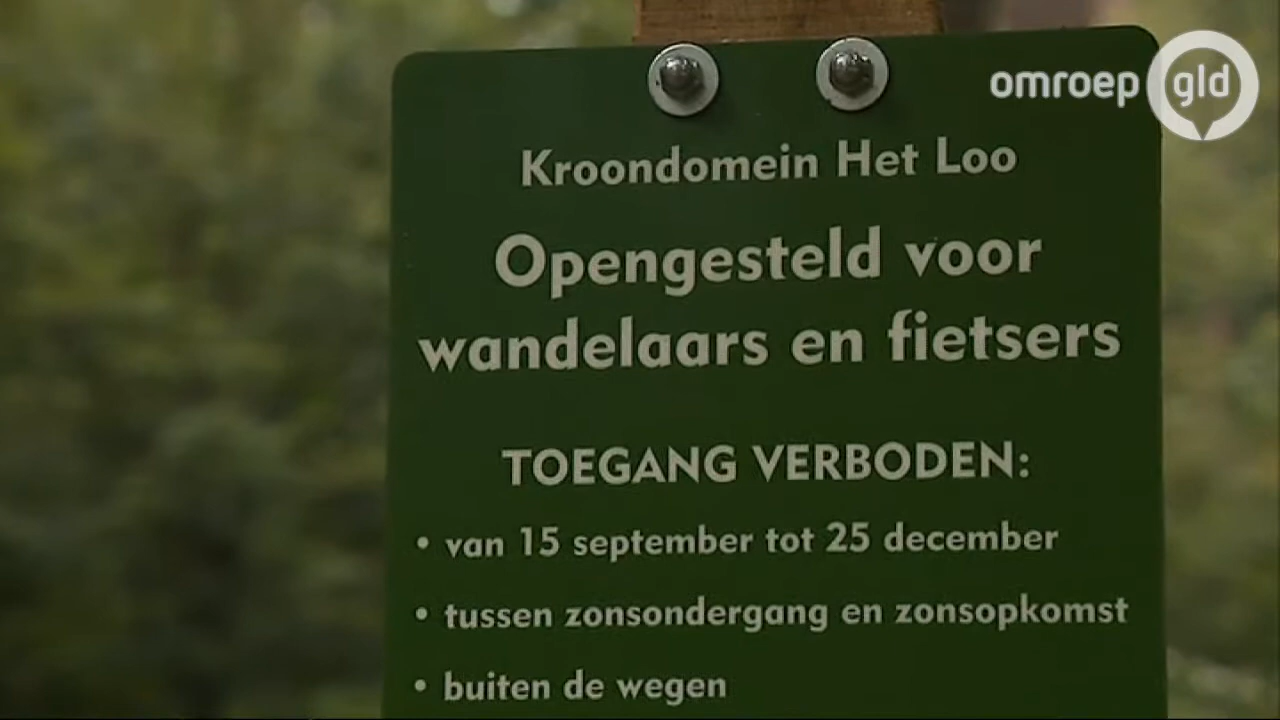 omroep gld
Kroondomein Het Loo
Opengesteld voor
wandelaars en fietsers
TOEGANG VERBODEN:
• van 15 september tot 25 december
• tussen zonsondergang en zonsopkomst
• buiten de wegen